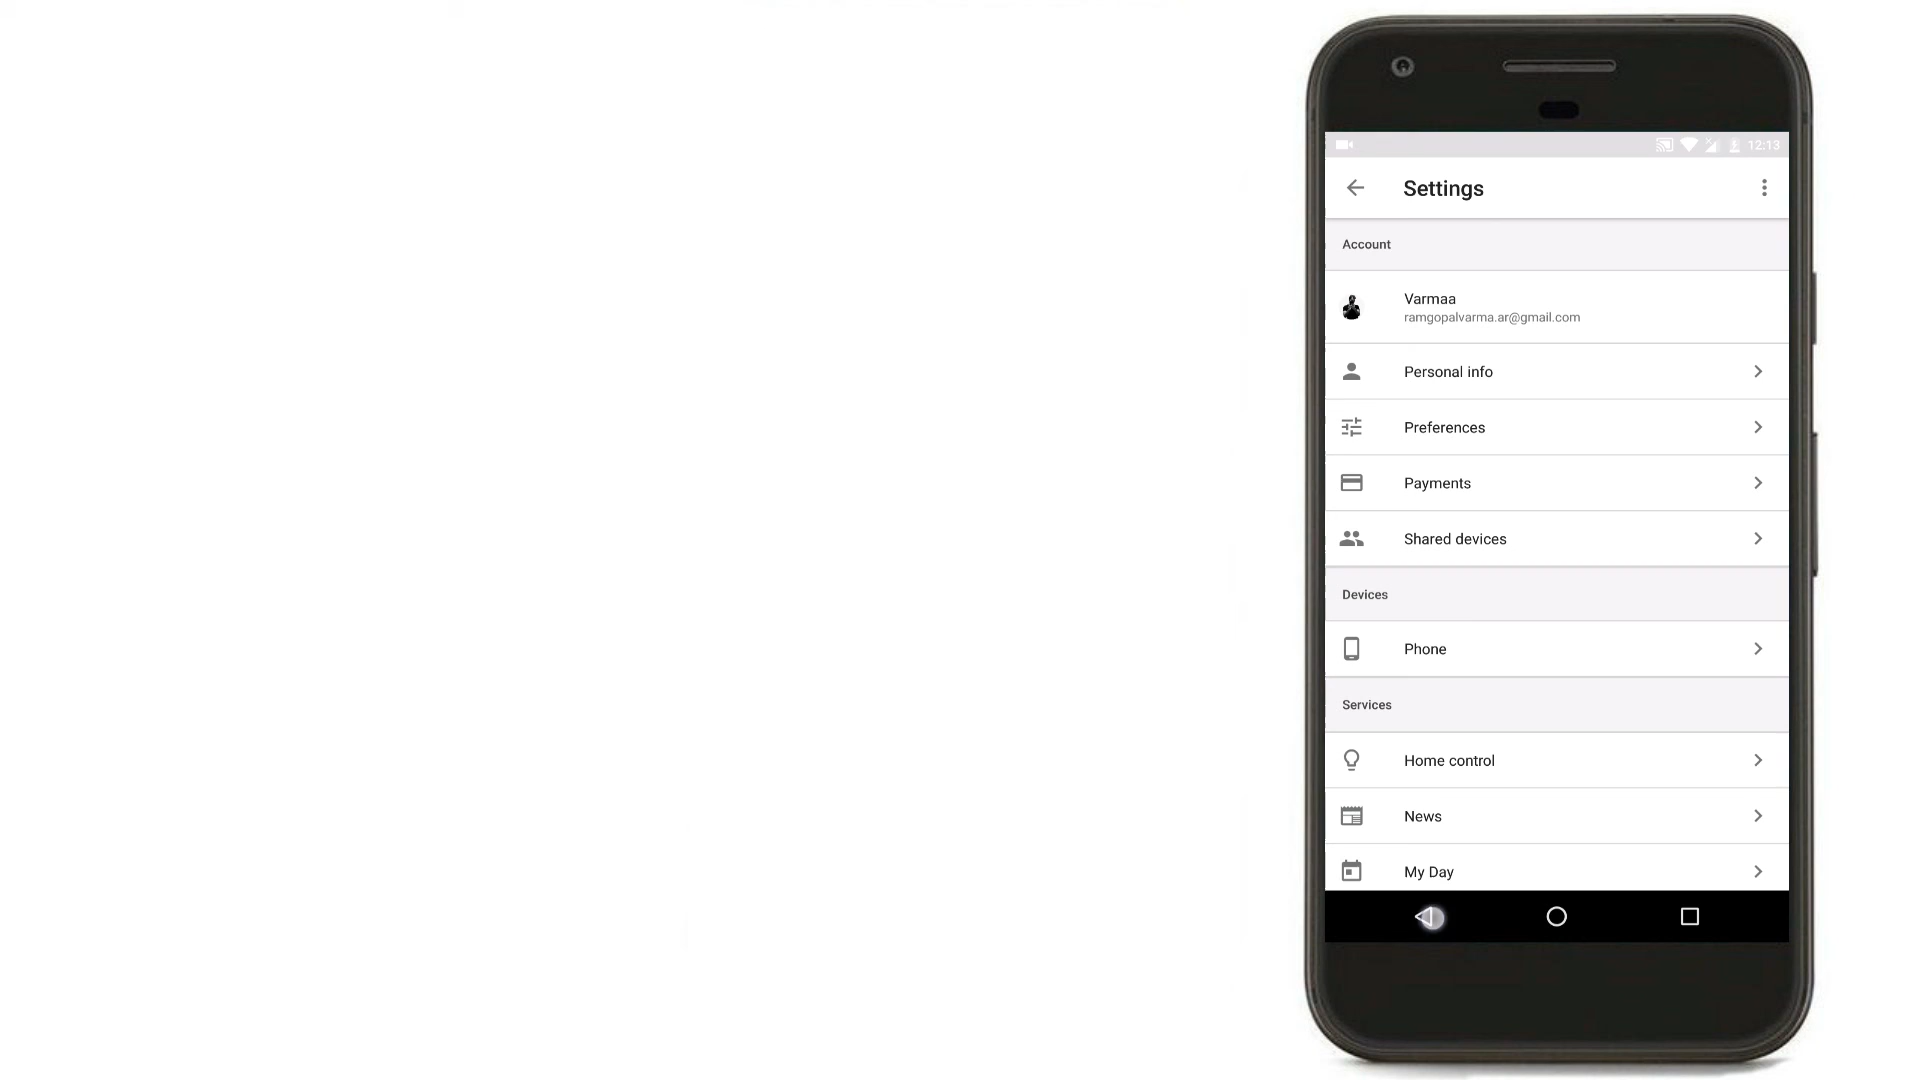 12:13
Settings
Account
Varmaa
ramgopalvarma.ar@gmail.com
Personal info
Preferences
Payments
Shared devices
Devices
Phone
Services
Home control
News
My Day